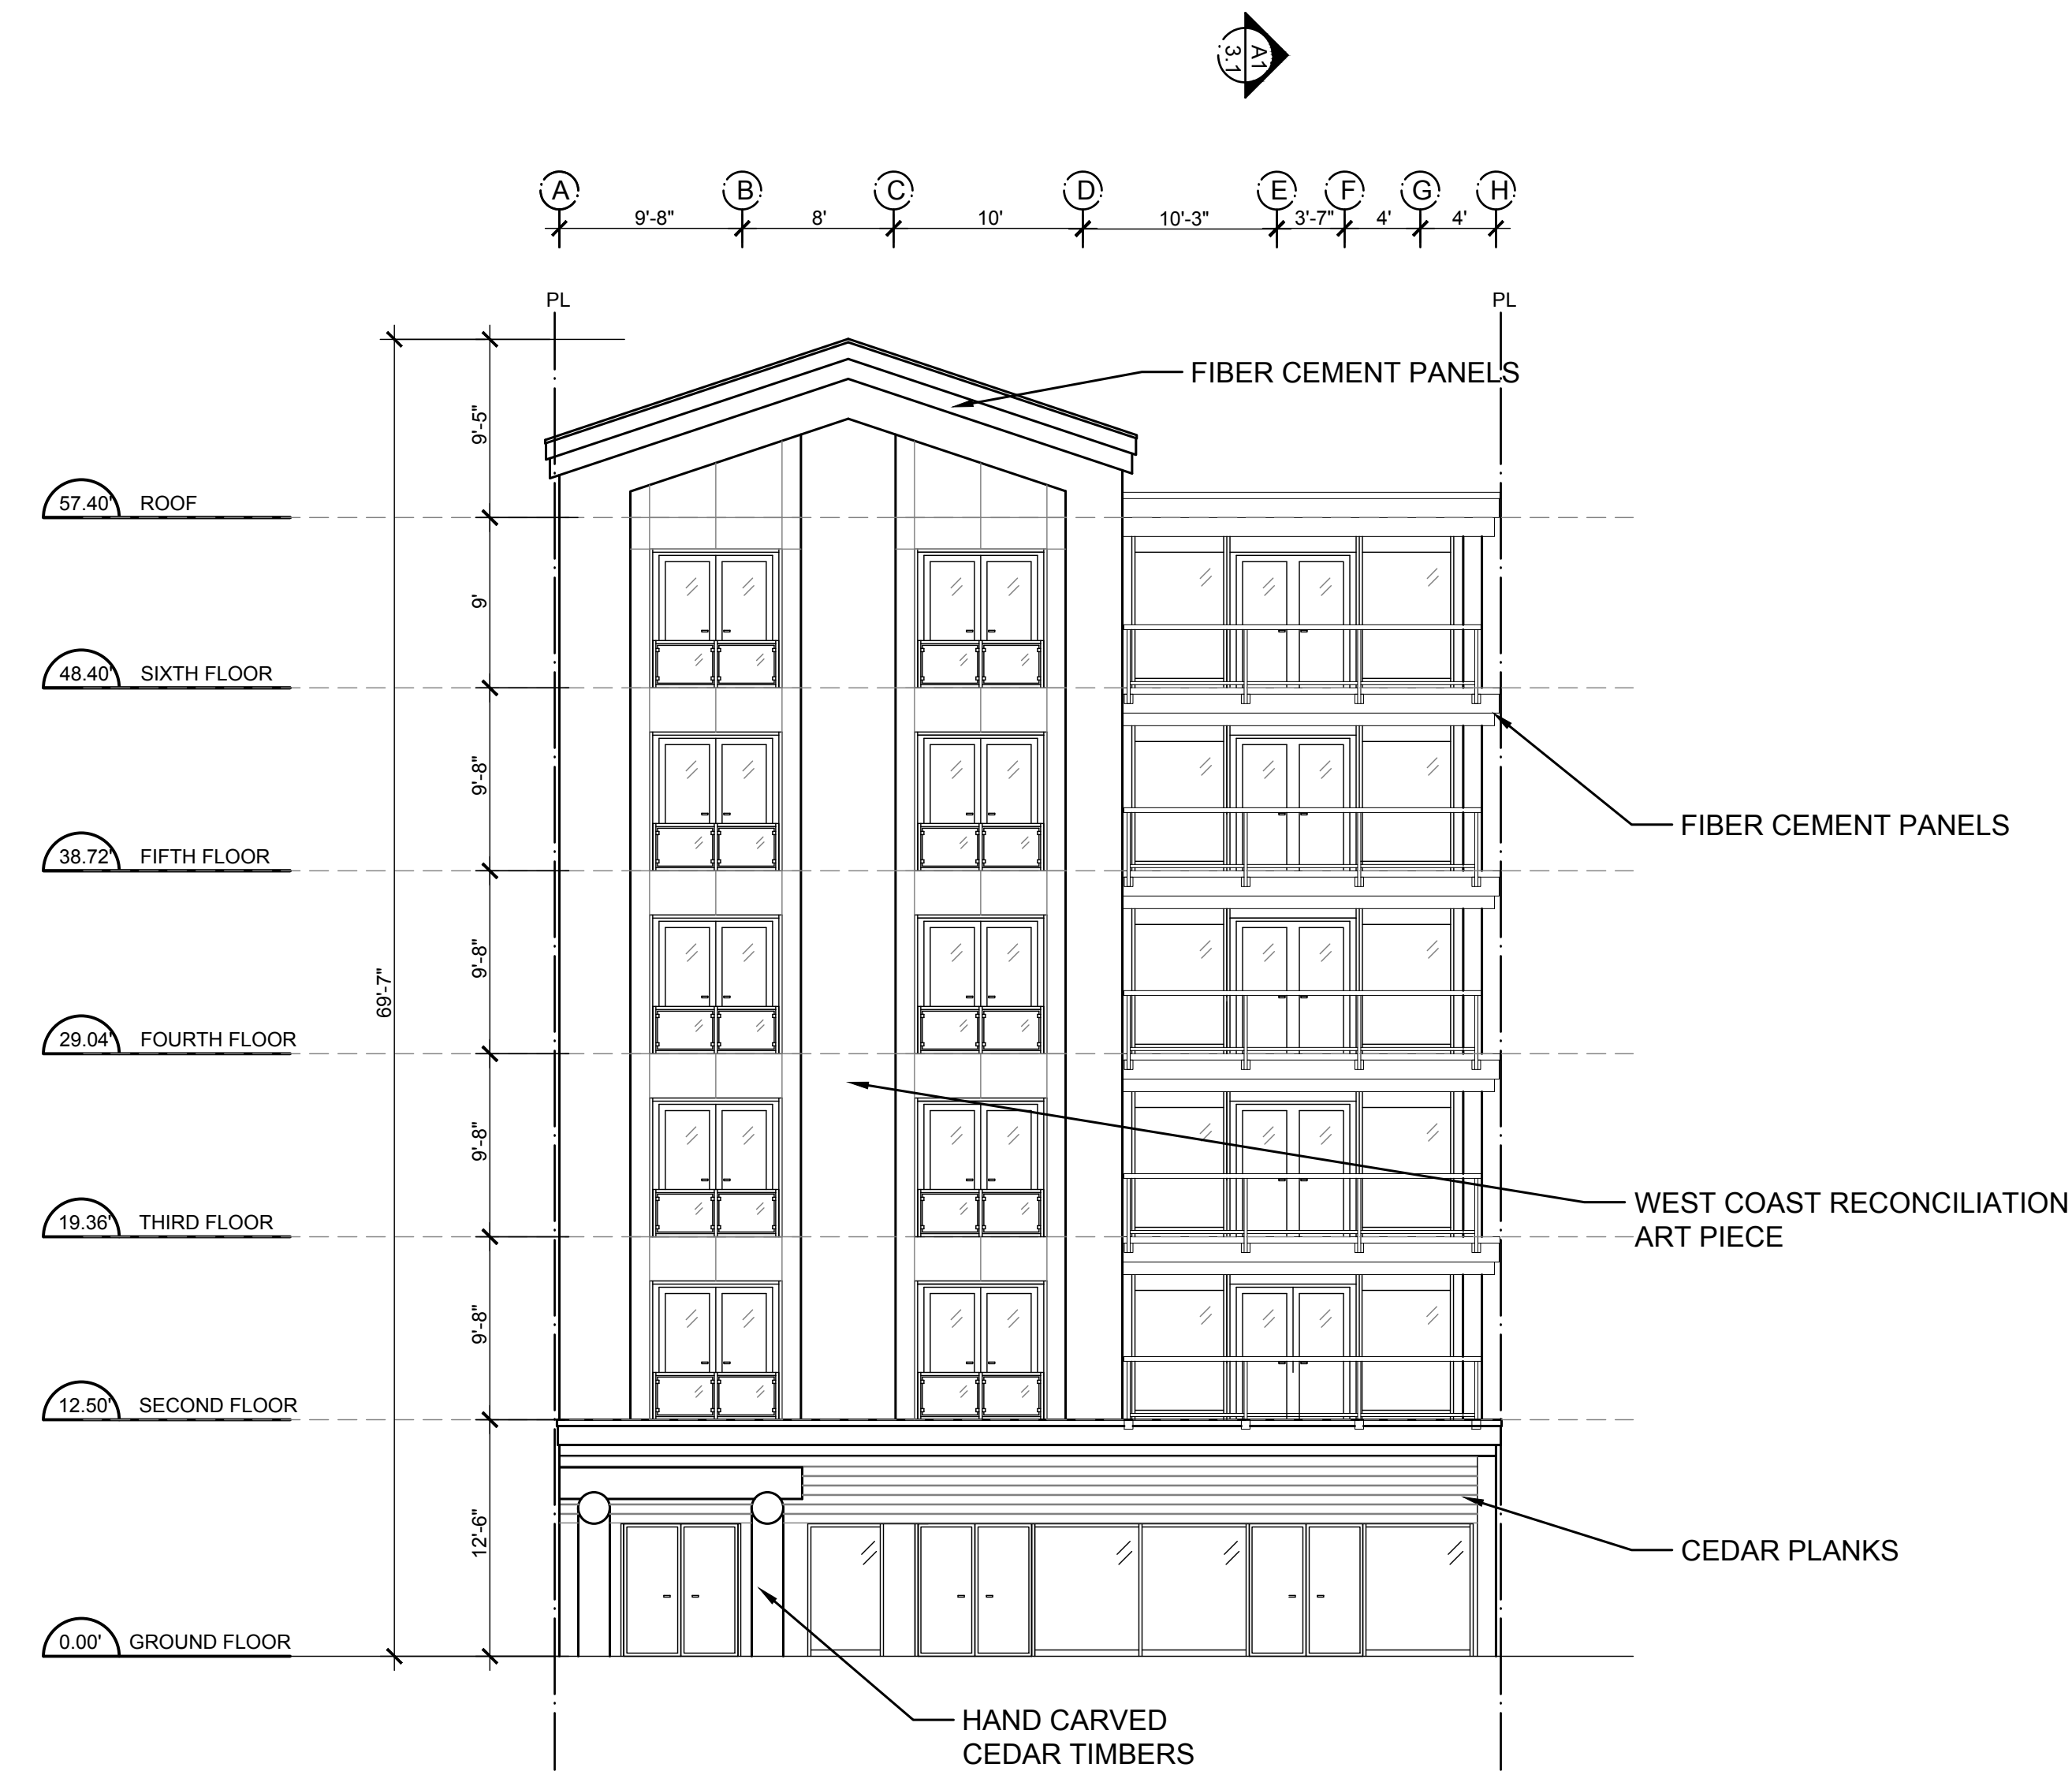 A1
3.1
A
B
C
D
E
F
G
H
9'-8"
8'
10'
10'-3"
3'-7"
4'
4'
PL
PL
FIBER CEMENT PANELS
9'-5"
57.40' ROOF
9'
48.40' SIXTH FLOOR
9'-8"
FIBER CEMENT PANELS
38.72' FIFTH FLOOR
9'-8"
69'-7"
29.04' FOURTH FLOOR
9'-8"
WEST COAST RECONCILIATION
ART PIECE
19.36' THIRD FLOOR
9'-8"
12.50' SECOND FLOOR
12'-6"
CEDAR PLANKS
0.00' GROUND FLOOR
HAND CARVED
CEDAR TIMBERS